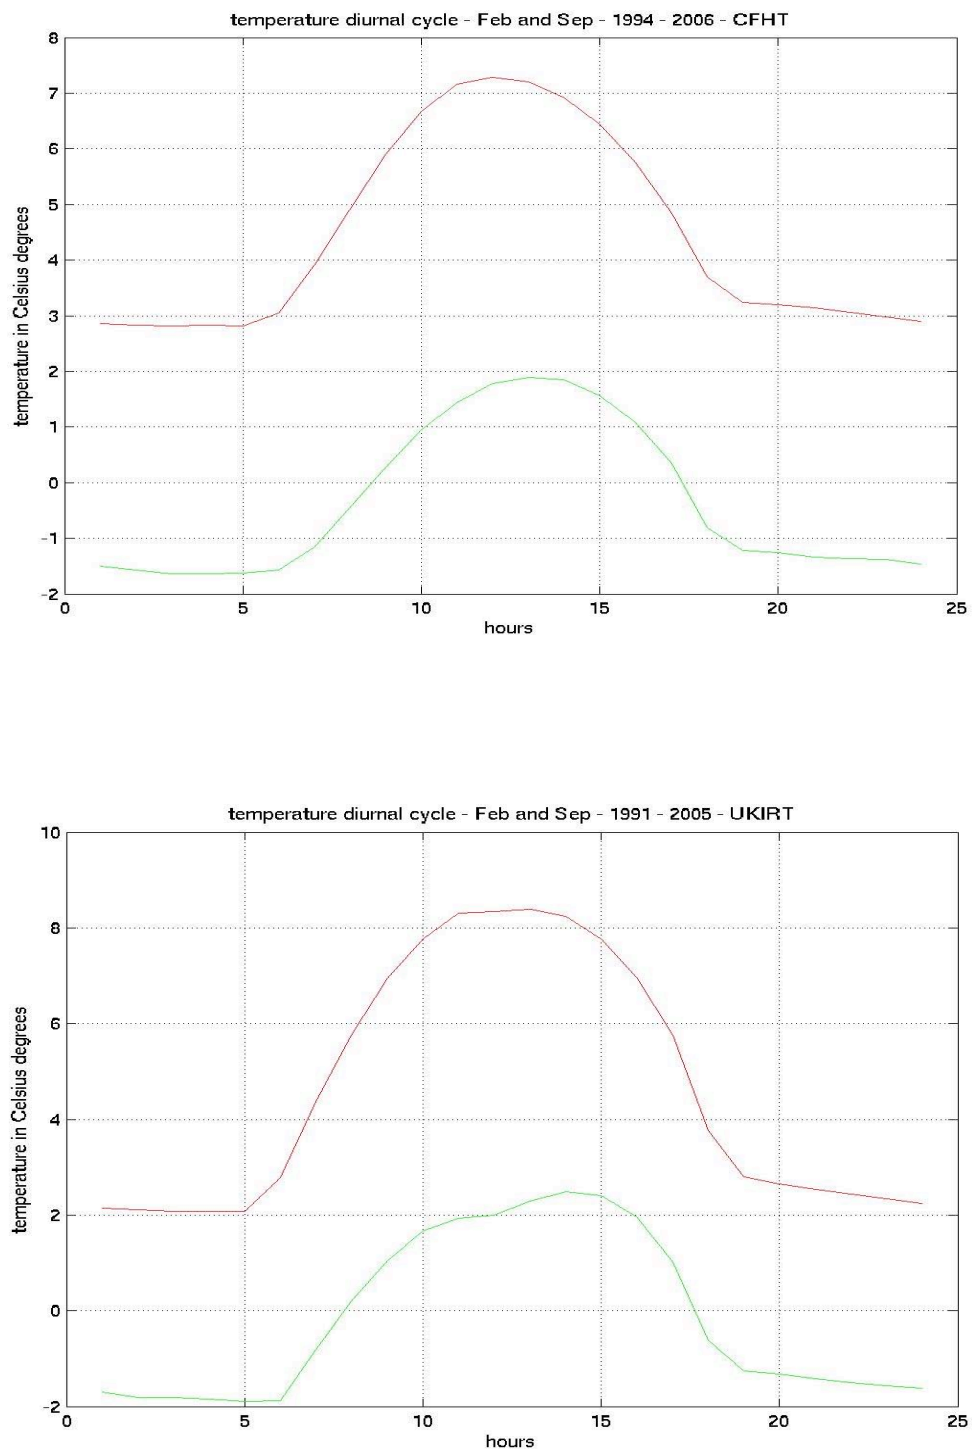 temperature diurnal cycle - Feb and Sep - 1994 - 2006 - CFHT
8
7
6
5
4
3
2
1
0
-1
-2
temperature in Celsius degrees
0 5 10 15 20 25
hours
temperature diurnal cycle - Feb and Sep - 1991 - 2005 - UKIRT
10
8
6
4
2
0
-2
temperature in Celsius degrees
0 5 10 15 20 25
hours